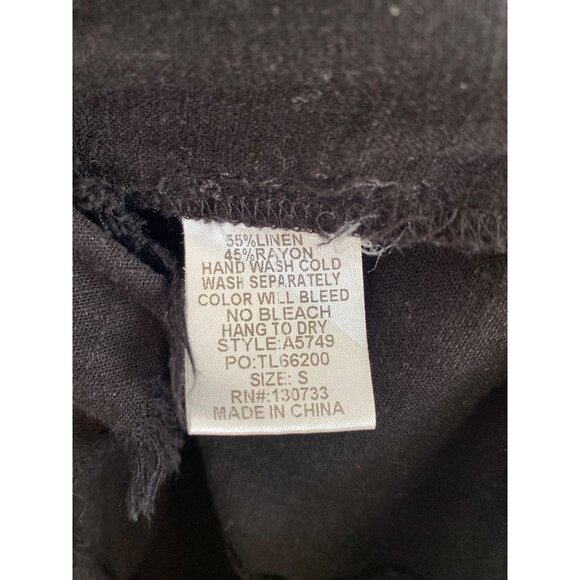 55%LINEN
45%RAYON
HAND WASH COLD
WASH SEPARATELY
COLOR WILL BLEED
NO BLEACH
HANG TO DRY
STYLE:A5749
PO:TL66200
SIZE: S
RN#:130733
MADE IN CHINA